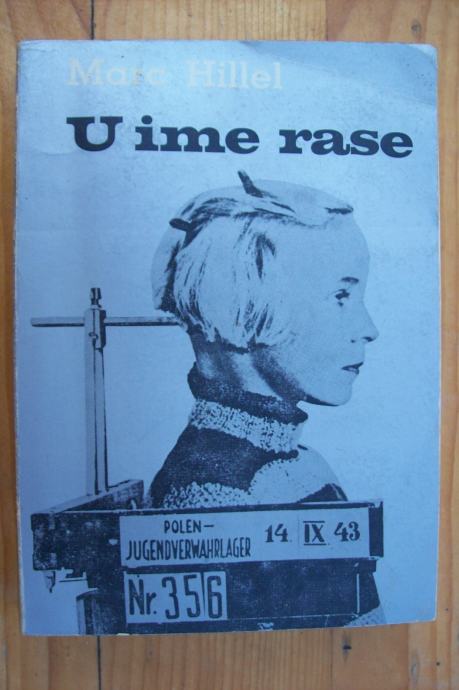 Marc Hillel
U ime rase
POLEN–
JUGENDVERWAHRLAGER
14. IX. 43
Nr. 356